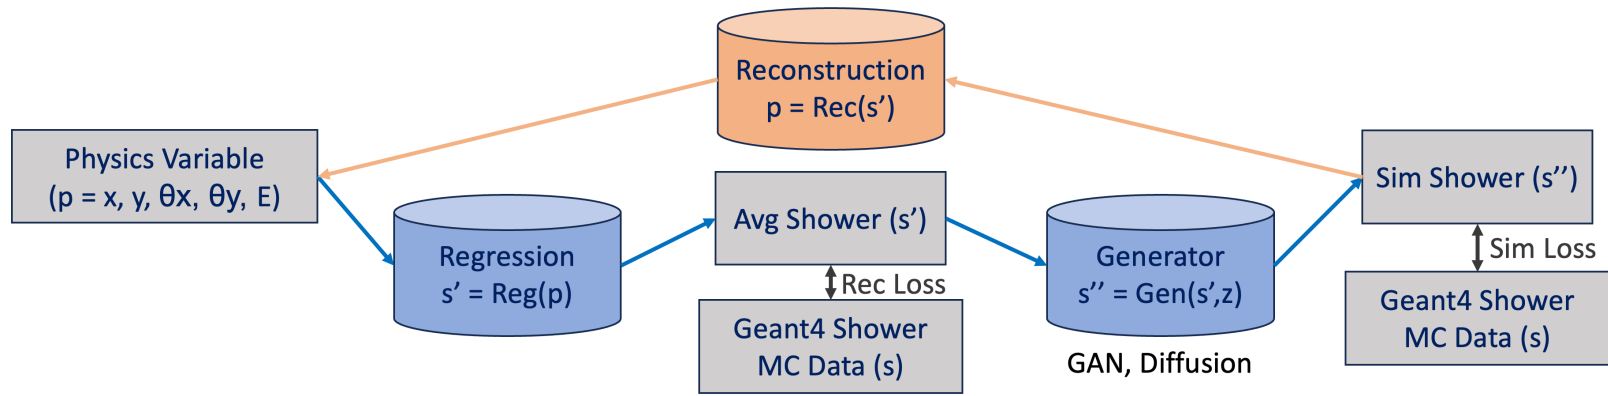 Reconstruction
p = Rec(s’)
Physics Variable
(p = x, y, θx, θy, E)
Regression
s’ = Reg(p)
Avg Shower (s’)
Rec Loss
Geant4 Shower
MC Data (s)
Generator
s’’ = Gen(s’,z)
GAN, Diffusion
Sim Shower (s’’)
Sim Loss
Geant4 Shower
MC Data (s)